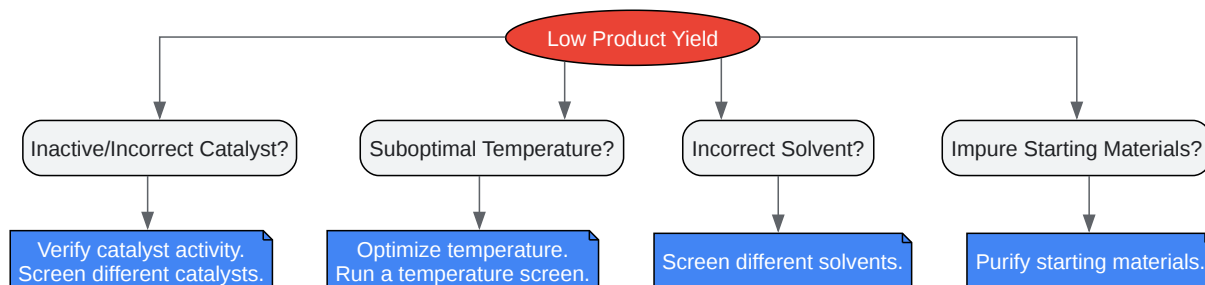 Low Product Yield
Inactive/Incorrect Catalyst?
Suboptimal Temperature?
Incorrect Solvent?
Impure Starting Materials?
Verify catalyst activity.
Screen different catalysts.
Optimize temperature.
Run a temperature screen.
Screen different solvents.
Purify starting materials.